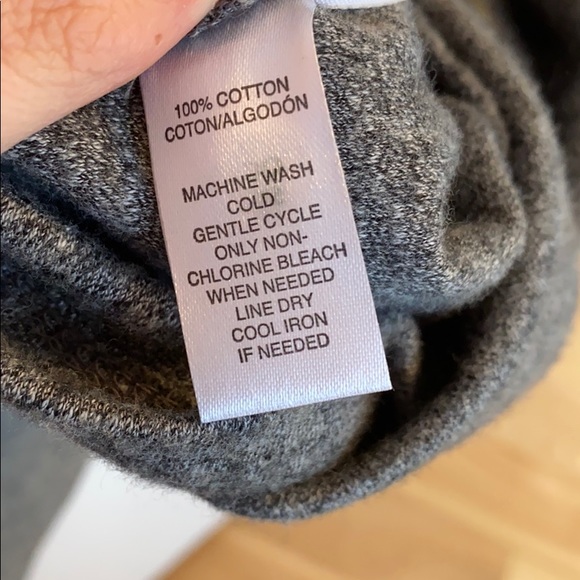 100% COTTON
COTON/ALGODÓN
MACHINE WASH
COLD
GENTLE CYCLE
ONLY NON-
CHLORINE BLEACH
WHEN NEEDED
LINE DRY
COOL IRON
IF NEEDED